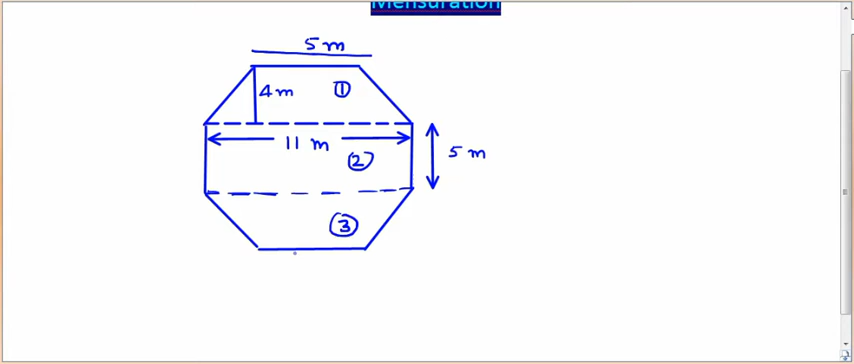 Mensuration
5 m
4 m
①
11 m
5 m
②
③